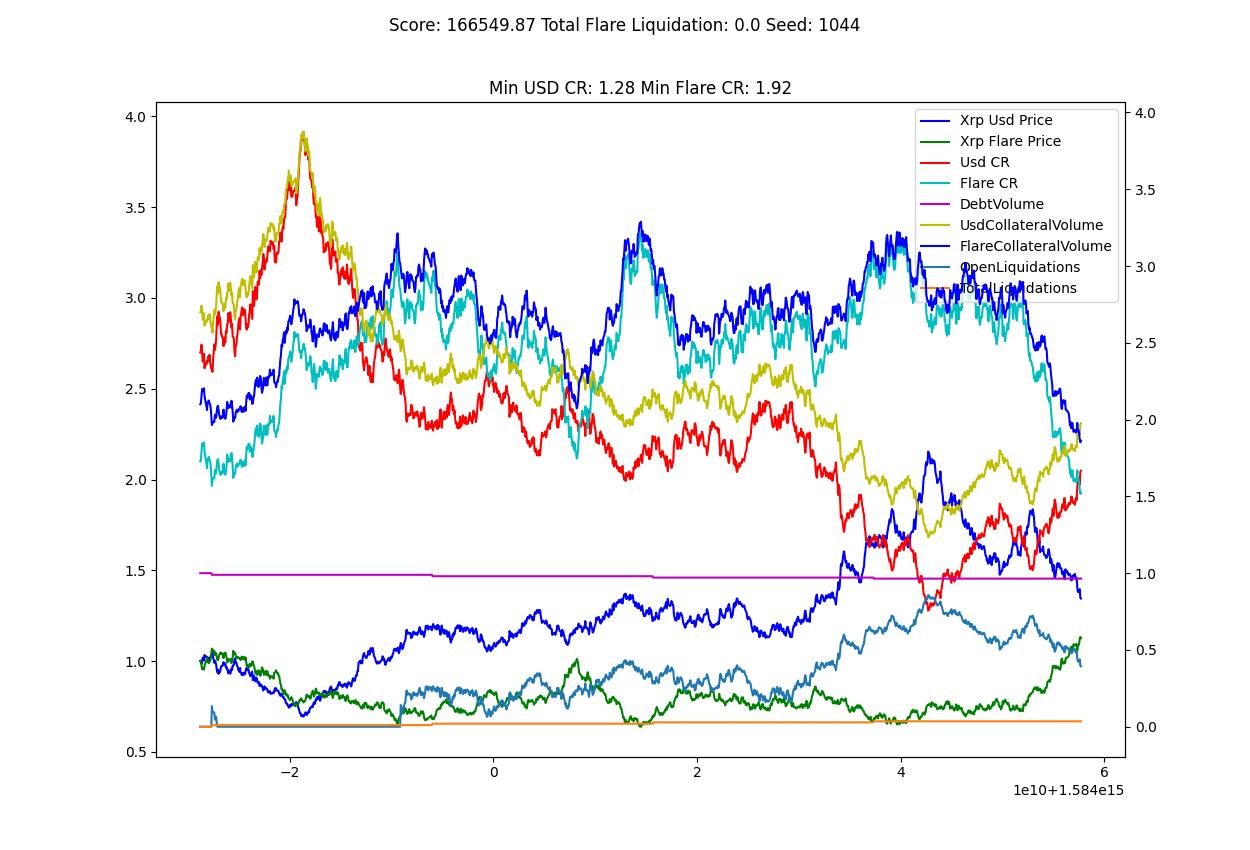 Score: 166549.87 Total Flare Liquidation: 0.0 Seed: 1044
Min USD CR: 1.28 Min Flare CR: 1.92
4.0
3.5
3.0
2.5
2.0
1.5
1.0
0.5
4.0
3.5
3.0
2.5
2.0
1.5
1.0
0.5
0.0
Xrp Usd Price
Xrp Flare Price
Usd CR
Flare CR
DebtVolume
UsdCollateralVolume
FlareCollateralVolume
OpenLiquidations
TotalLiquidations
−2 0 2 4 6
1e10+1.584e15